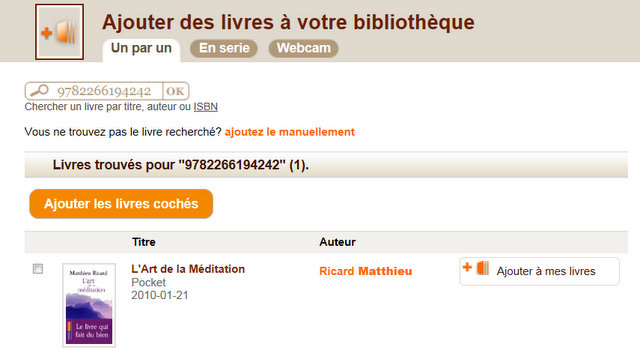 Ajouter des livres à votre bibliothèque
Un par un
En serie
Webcam
9782266194242 OK
Chercher un livre par titre, auteur ou ISBN
Vous ne trouvez pas le livre recherché? ajoutez le manuellement
Livres trouvés pour "9782266194242" (1).
Ajouter les livres cochés
Titre Auteur
L'Art de la Méditation Ricard Matthieu Ajouter à mes livres
Pocket
2010-01-21
Matthieu Ricard
L'art
de la
méditation
Le livre qui
fait du bien